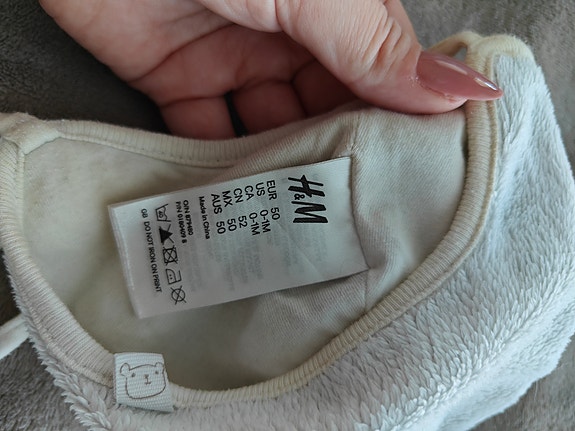 H&M
EUR 50
US 0-1M
CA 0-1M
CN 52
MX 50
AUS 50
Made in China
O/N 879480
GB DO NOT IRON ON PRINT